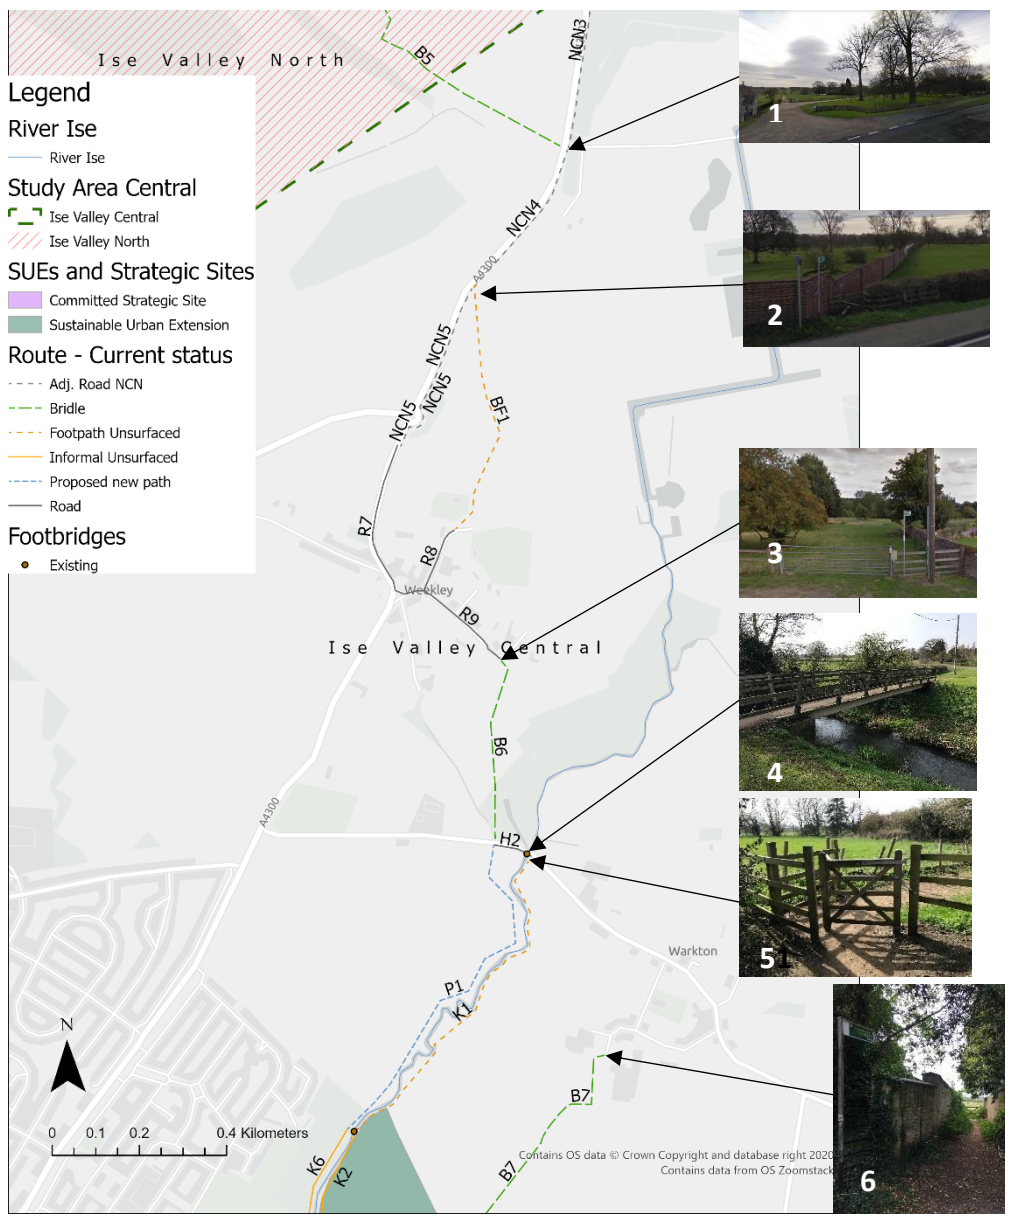 Ise Valley North
B5
NCN3
1
Legend
River Ise
River Ise
Study Area Central
Ise Valley Central
Ise Valley North
SUEs and Strategic Sites
Committed Strategic Site
Sustainable Urban Extension
Route - Current status
Adj. Road NCN
Bridle
Footpath Unsurfaced
Informal Unsurfaced
Proposed new path
Road
Footbridges
Existing
NCN4
A4300
2
NCN5
NCN5
NCN5
BF1
R7
R8
3
Weekley
R9
Ise Valley Central
B6
4
A4300
H2
51
Warkton
P1
K1
N
B7
0 0.1 0.2 0.4 Kilometers
K6
K2
B7
Contains OS data © Crown Copyright and database right 2020
Contains data from OS Zoomstack
6